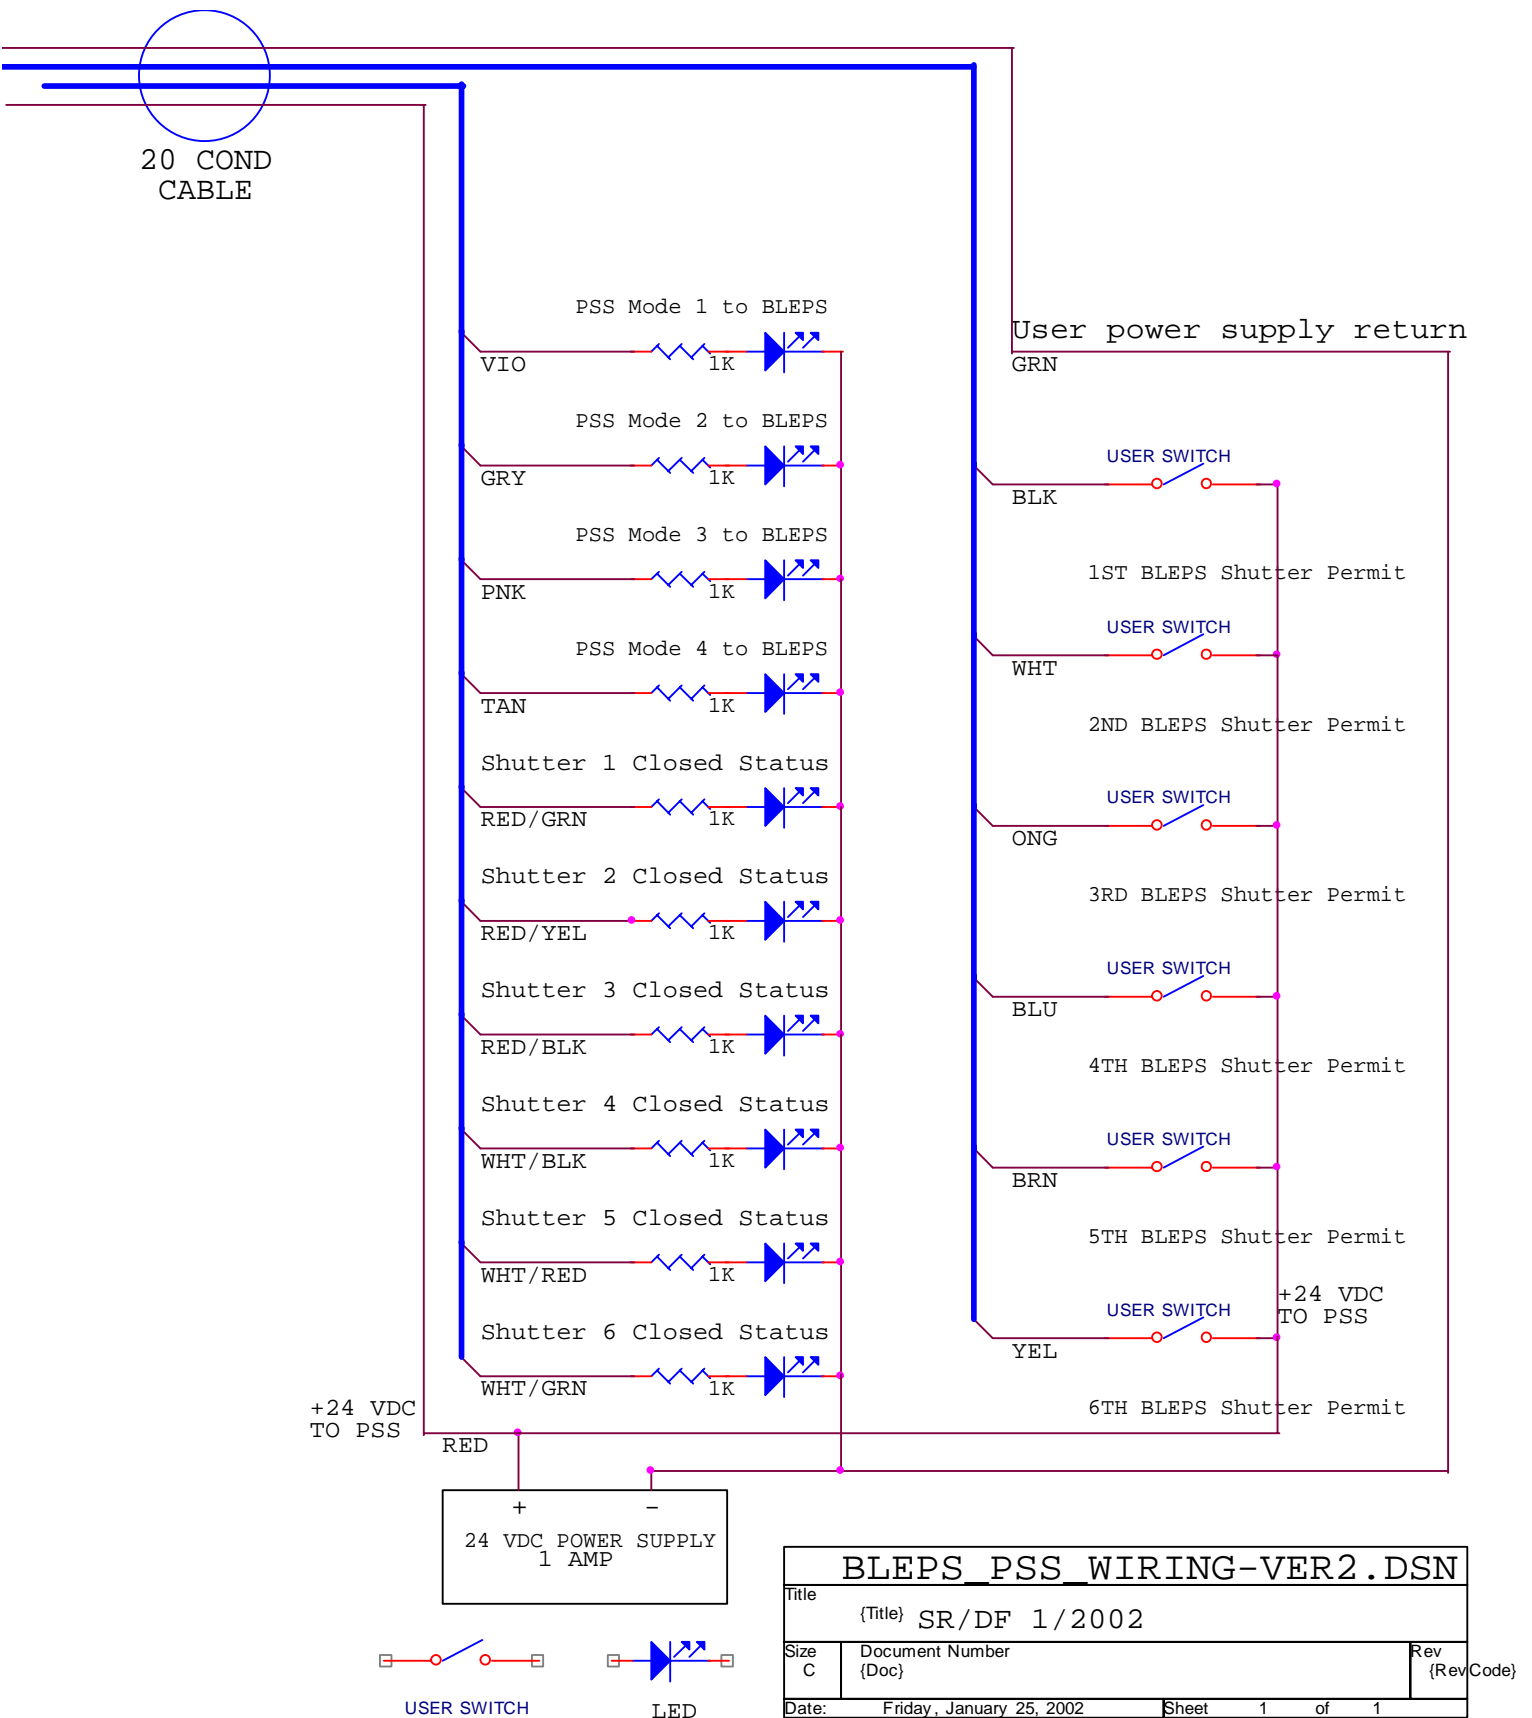 20 COND
CABLE
PSS Mode 1 to BLEPS
VIO
1K
PSS Mode 2 to BLEPS
GRY
1K
PSS Mode 3 to BLEPS
PNK
1K
PSS Mode 4 to BLEPS
TAN
1K
Shutter 1 Closed Status
RED/GRN
1K
Shutter 2 Closed Status
RED/YEL
1K
Shutter 3 Closed Status
RED/BLK
1K
Shutter 4 Closed Status
WHT/BLK
1K
Shutter 5 Closed Status
WHT/RED
1K
Shutter 6 Closed Status
WHT/GRN
1K
User power supply return
GRN
USER SWITCH
BLK
1ST BLEPS Shutter Permit
USER SWITCH
WHT
2ND BLEPS Shutter Permit
USER SWITCH
ONG
3RD BLEPS Shutter Permit
USER SWITCH
BLU
4TH BLEPS Shutter Permit
USER SWITCH
BRN
5TH BLEPS Shutter Permit
+24 VDC
TO PSS
USER SWITCH
YEL
6TH BLEPS Shutter Permit
+24 VDC
TO PSS
RED
+ -
24 VDC POWER SUPPLY
1 AMP
USER SWITCH
LED
BLEPS_PSS_WIRING-VER2.DSN
Title
{Title} SR/DF 1/2002
Size Document Number Rev
C {Doc} {RevCode}
Date: Friday, January 25, 2002 Sheet 1 of 1